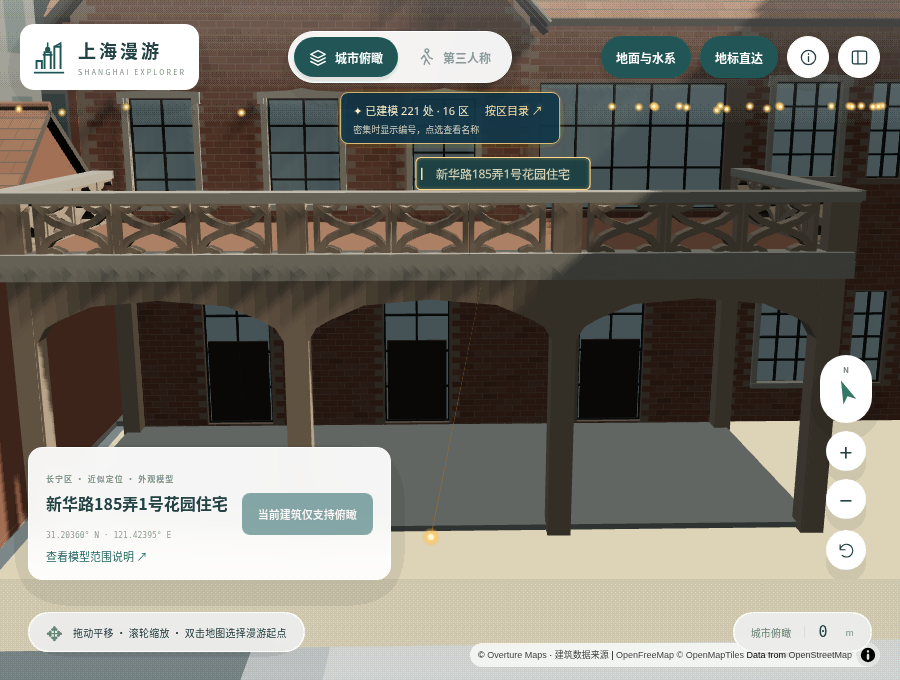 上海漫游
SHANGHAI EXPLORER
城市俯瞰
第三人称
地面与水系
地标直达
✦ 已建模 221 处 · 16 区 按区目录 ↗
密集时显示编号，点选查看名称
新华路185弄1号花园住宅
N
+
−
长宁区 · 近似定位 · 外观模型
新华路185弄1号花园住宅
当前建筑仅支持俯瞰
31.20360° N · 121.42395° E
查看模型范围说明 ↗
拖动平移 · 滚轮缩放 · 双击地图选择漫游起点
城市俯瞰 0 m
© Overture Maps · 建筑数据来源 | OpenFreeMap © OpenMapTiles Data from OpenStreetMap